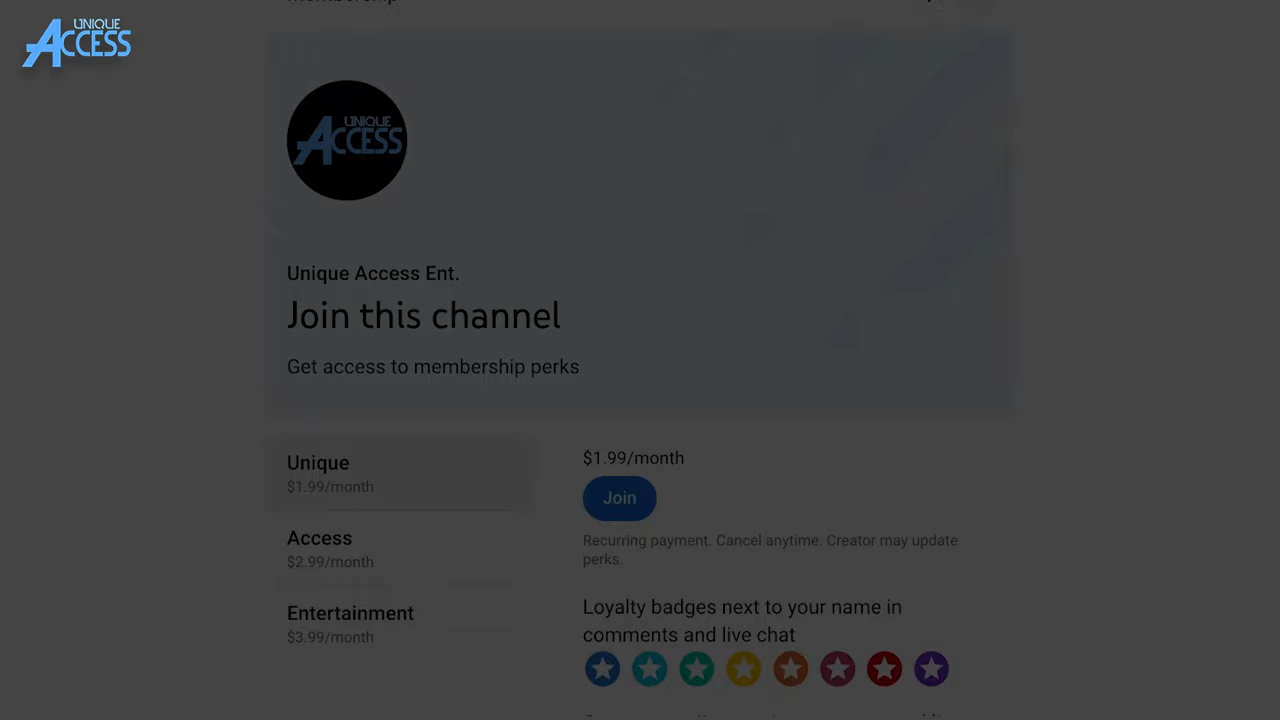 UNIQUE
ACCESS
Membership
UNIQUE
ACCESS
Unique Access Ent.
Join this channel
Get access to membership perks
Unique
$1.99/month
Access
$2.99/month
Entertainment
$3.99/month
$1.99/month
Join
Recurring payment. Cancel anytime. Creator may update
perks.
Loyalty badges next to your name in
comments and live chat